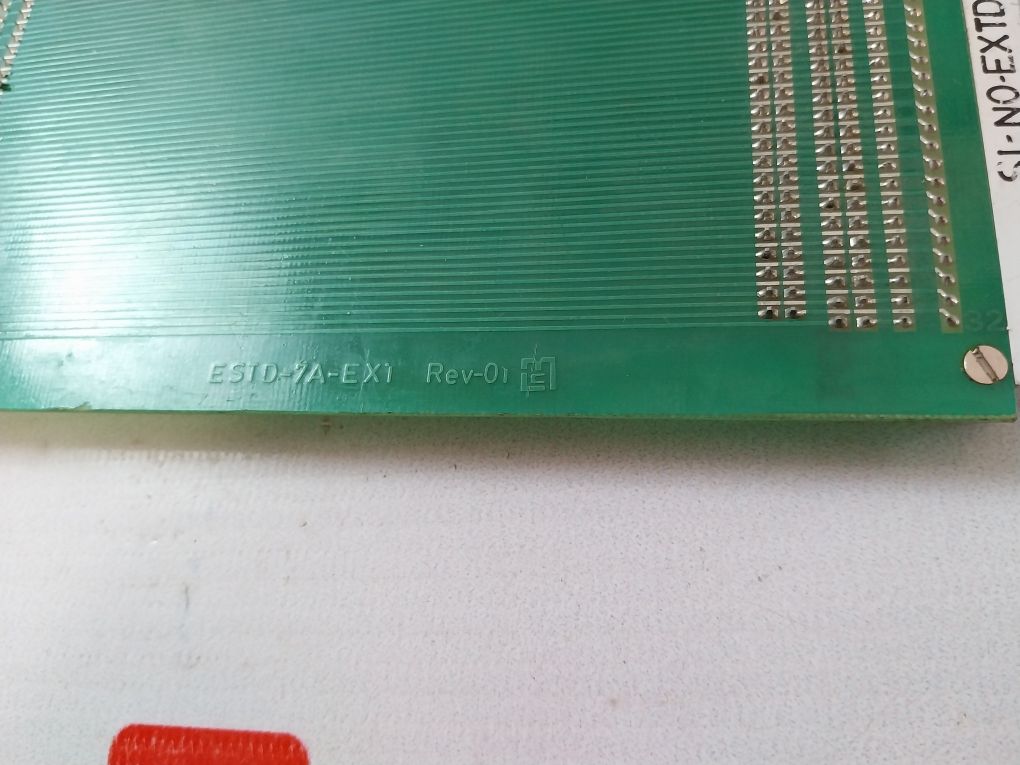 ESTD-7A-EX1 Rev-01
32
SI-NO-EXTD